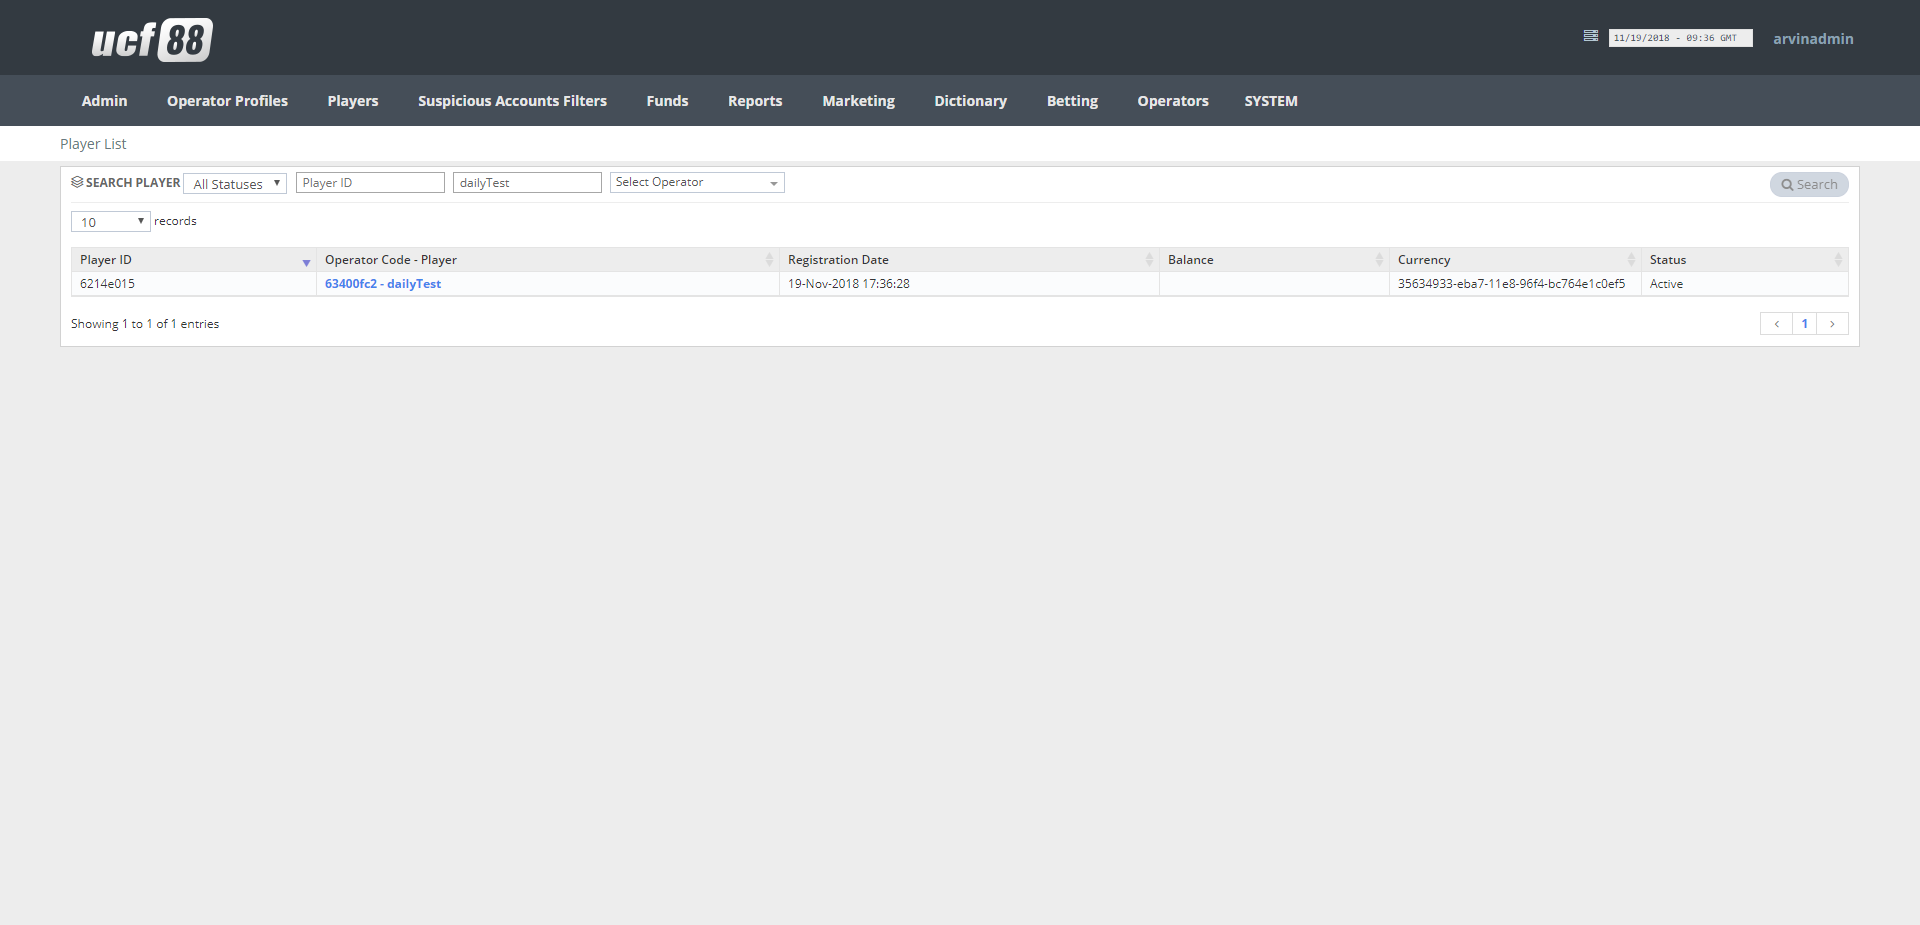 ucf 88
11/19/2018 - 09:36 GMT arvinadmin
Admin Operator Profiles Players Suspicious Accounts Filters Funds Reports Marketing Dictionary Betting Operators SYSTEM
Player List
SEARCH PLAYER All Statuses Player ID dailyTest Select Operator Search
10 records
Player ID Operator Code - Player Registration Date Balance Currency Status
6214e015 63400fc2 - dailyTest 19-Nov-2018 17:36:28 35634933-eba7-11e8-96f4-bc764e1c0ef5 Active
Showing 1 to 1 of 1 entries ‹ 1 ›